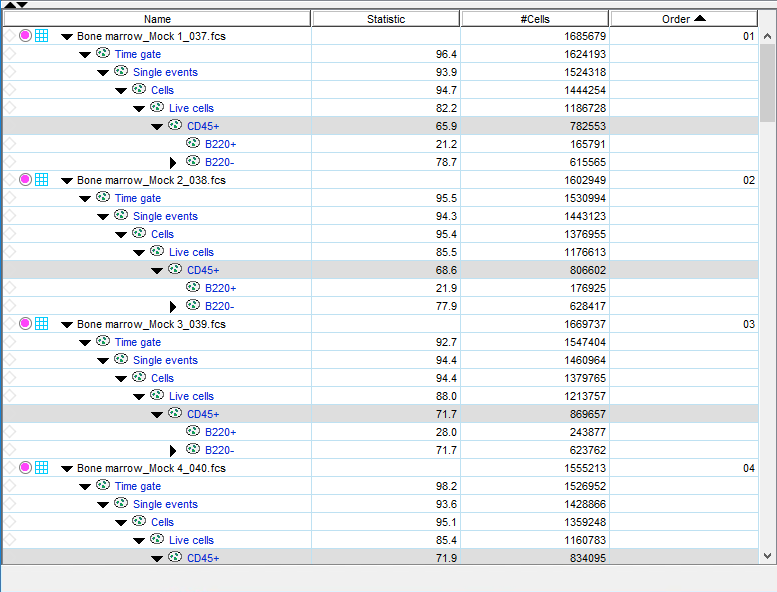 Name Statistic #Cells Order
Bone marrow_Mock 1_037.fcs 1685679 01
Time gate 96.4 1624193
Single events 93.9 1524318
Cells 94.7 1444254
Live cells 82.2 1186728
CD45+ 65.9 782553
B220+ 21.2 165791
B220- 78.7 615565
Bone marrow_Mock 2_038.fcs 1602949 02
Time gate 95.5 1530994
Single events 94.3 1443123
Cells 95.4 1376955
Live cells 85.5 1176613
CD45+ 68.6 806602
B220+ 21.9 176925
B220- 77.9 628417
Bone marrow_Mock 3_039.fcs 1669737 03
Time gate 92.7 1547404
Single events 94.4 1460964
Cells 94.4 1379765
Live cells 88.0 1213757
CD45+ 71.7 869657
B220+ 28.0 243877
B220- 71.7 623762
Bone marrow_Mock 4_040.fcs 1555213 04
Time gate 98.2 1526952
Single events 93.6 1428866
Cells 95.1 1359248
Live cells 85.4 1160783
CD45+ 71.9 834095